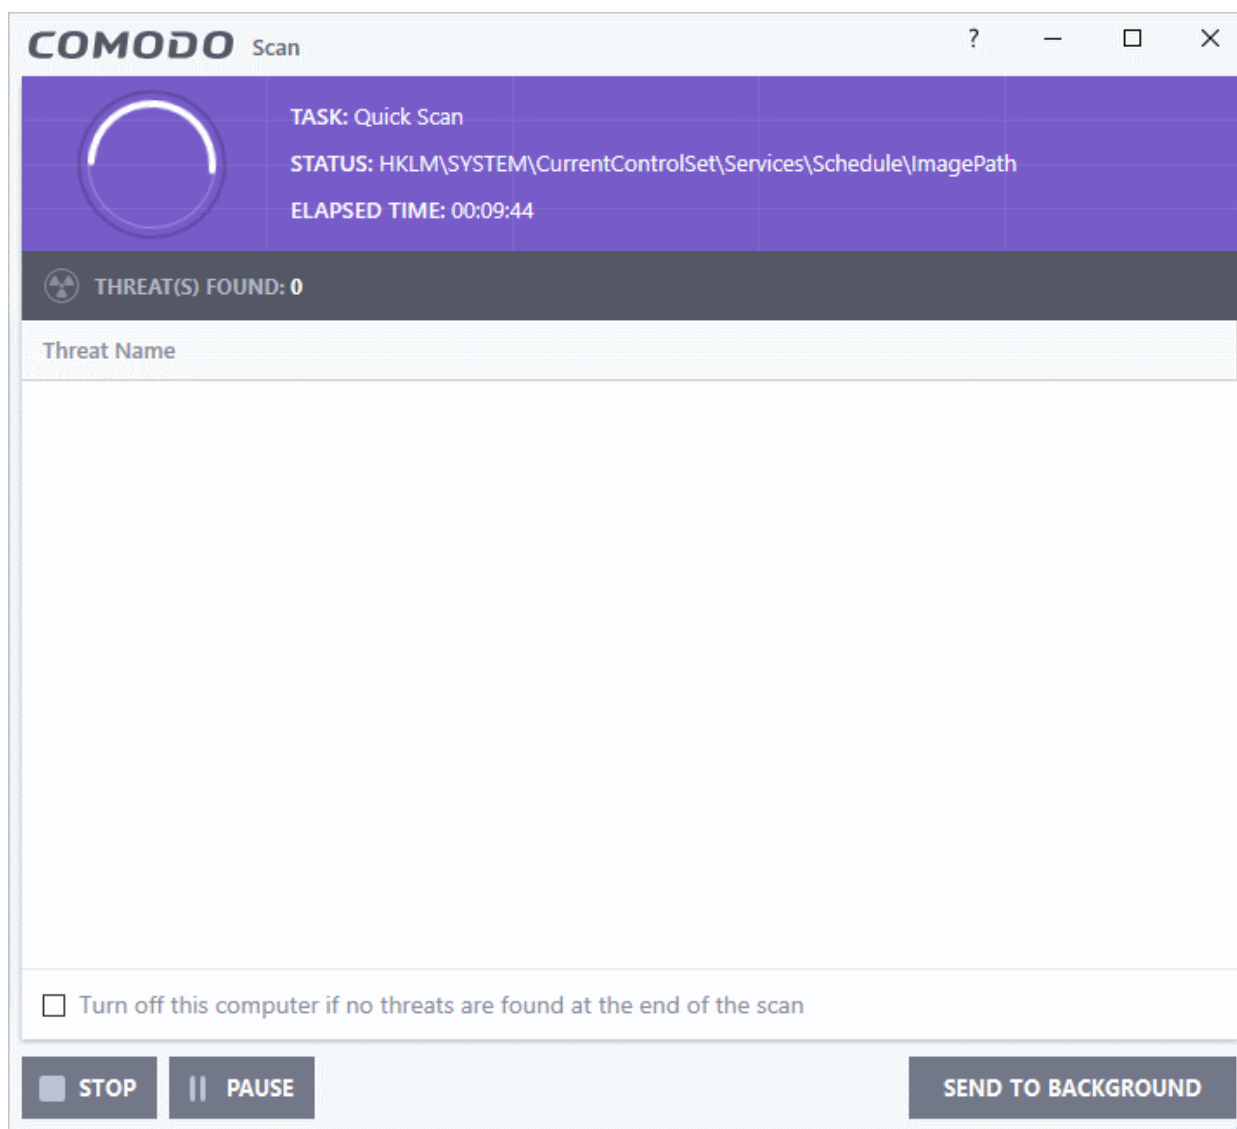 COMODO Scan ?
TASK: Quick Scan
STATUS: HKLM\SYSTEM\CurrentControlSet\Services\Schedule\ImagePath
ELAPSED TIME: 00:09:44
THREAT(S) FOUND: 0
Threat Name
Turn off this computer if no threats are found at the end of the scan
STOP PAUSE SEND TO BACKGROUND